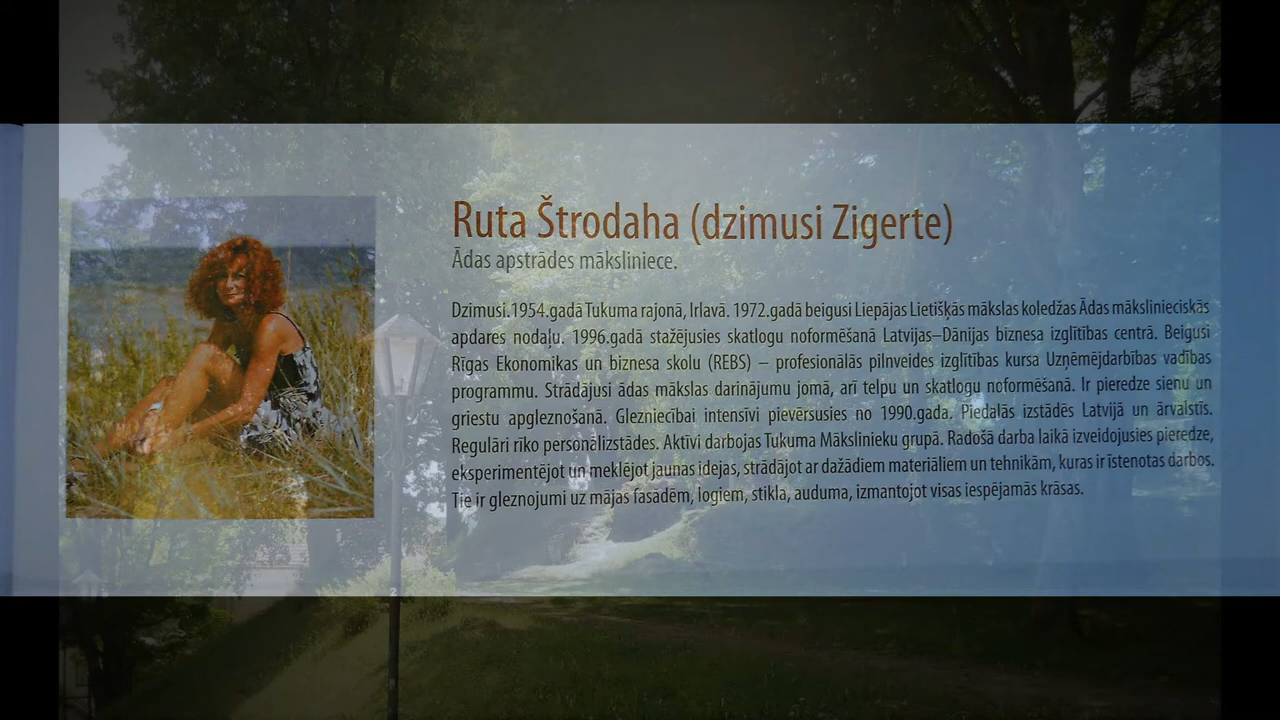 Ruta Štrodaha (dzimusi Zigerte)
Ādas apstrādes māksliniece.
Dzimusi.1954.gadā Tukuma rajonā, Irlavā. 1972.gadā beigusi Liepājas Lietišķās mākslas koledžas Ādas mākslinieciskās
apdares nodaļu. 1996.gadā stažējusies skatlogu noformēšanā Latvijas–Dānijas biznesa izglītības centrā. Beigusi
Rīgas Ekonomikas un biznesa skolu (REBS) – profesionālās pilnveides izglītības kursa Uzņēmējdarbības vadības
programmu. Strādājusi ādas mākslas darinājumu jomā, arī telpu un skatlogu noformēšanā. Ir pieredze sienu un
griestu apgleznošanā. Glezniecībai intensīvi pievērsusies no 1990.gada. Piedalās izstādēs Latvijā un ārvalstīs.
Regulāri rīko personālizstādes. Aktīvi darbojas Tukuma Mākslinieku grupā. Radošā darba laikā izveidojusies pieredze,
eksperimentējot un meklējot jaunas idejas, strādājot ar dažādiem materiāliem un tehnikām, kuras ir īstenotas darbos.
Tie ir gleznojumi uz mājas fasādēm, logiem, stikla, auduma, izmantojot visas iespējamās krāsas.